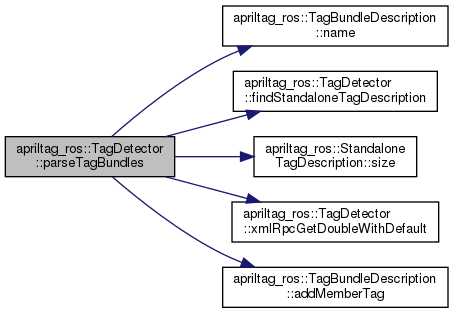 apriltag_ros::TagBundleDescription
::name
apriltag_ros::TagDetector
::findStandaloneTagDescription
apriltag_ros::TagDetector
::parseTagBundles
apriltag_ros::Standalone
TagDescription::size
apriltag_ros::TagDetector
::xmlRpcGetDoubleWithDefault
apriltag_ros::TagBundleDescription
::addMemberTag